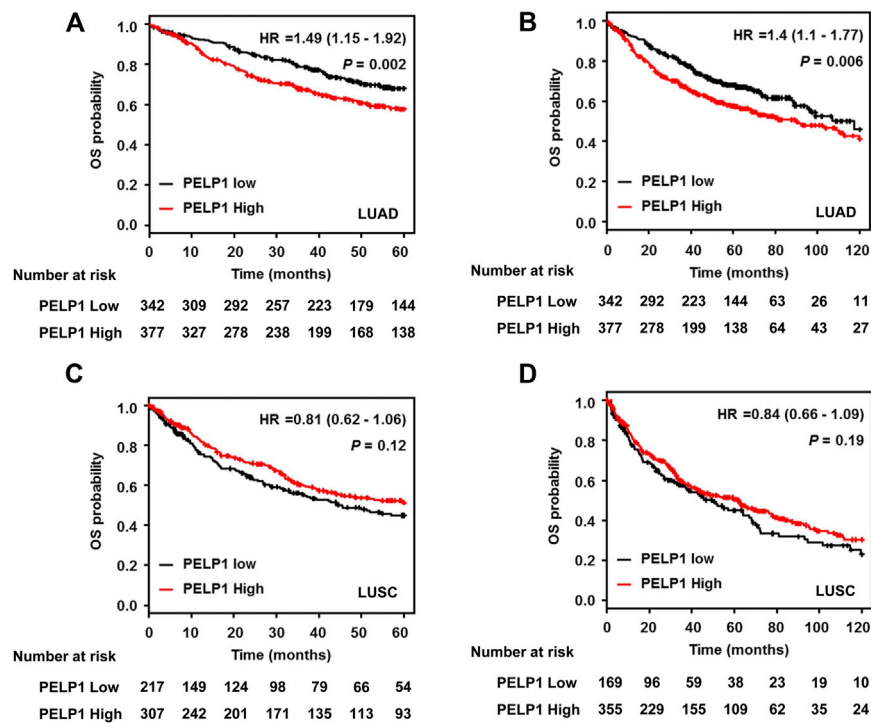 A
HR =1.49 (1.15 - 1.92)
P = 0.002
OS probability
1.0
0.8
0.6
0.4
0.2
0.0
PELP1 low
PELP1 High
LUAD
0 10 20 30 40 50 60
Number at risk
Time (months)
PELP1 Low 342 309 292 257 223 179 144
PELP1 High 377 327 278 238 199 168 138
B
HR =1.4 (1.1 - 1.77)
P = 0.006
OS probability
1.0
0.8
0.6
0.4
0.2
0.0
PELP1 low
PELP1 High
LUAD
0 20 40 60 80 100 120
Number at risk
Time (months)
PELP1 Low 342 292 223 144 63 26 11
PELP1 High 377 278 199 138 64 43 27
C
HR =0.81 (0.62 - 1.06)
P = 0.12
OS probability
1.0
0.8
0.6
0.4
0.2
0.0
PELP1 low
PELP1 High
LUSC
0 10 20 30 40 50 60
Number at risk
Time (months)
PELP1 Low 217 149 124 98 79 66 54
PELP1 High 307 242 201 171 135 113 93
D
HR =0.84 (0.66 - 1.09)
P = 0.19
OS probability
1.0
0.8
0.6
0.4
0.2
0.0
PELP1 low
PELP1 High
LUSC
0 20 40 60 80 100 120
Number at risk
Time (months)
PELP1 Low 169 96 59 38 23 19 10
PELP1 High 355 229 155 109 62 35 24